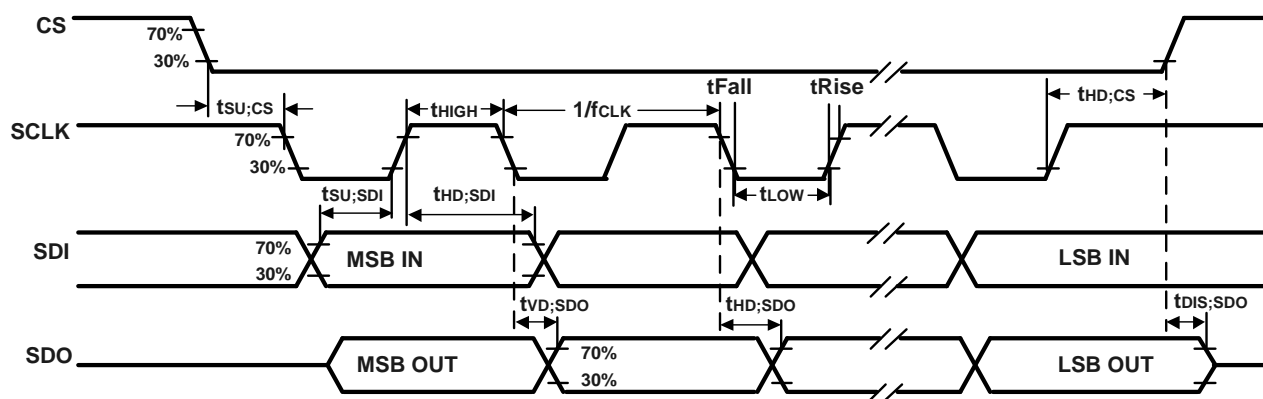 CS
70%
30%
tSU;CS
tHIGH
1/fCLK
tFall
tRise
tHD;CS
SCLK
70%
30%
tSU;SDI
tHD;SDI
tLOW
SDI
70%
30%
MSB IN
LSB IN
tVD;SDO
tHD;SDO
tDIS;SDO
SDO
MSB OUT
70%
30%
LSB OUT